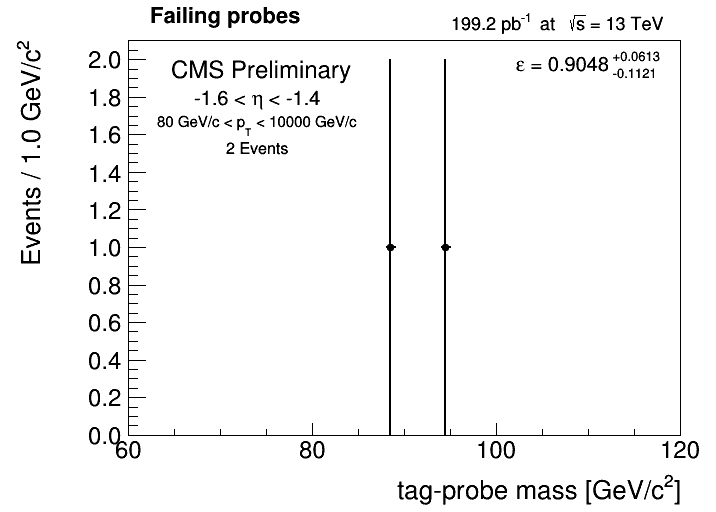 Failing probes
199.2 pb⁻¹ at √s = 13 TeV
CMS Preliminary
-1.6 < η < -1.4
80 GeV/c < p_T < 10000 GeV/c
2 Events
ε = 0.9048 +0.0613 -0.1121
Events / 1.0 GeV/c²
2.0
1.8
1.6
1.4
1.2
1.0
0.8
0.6
0.4
0.2
0.0
60 80 100 120
tag-probe mass [GeV/c²]